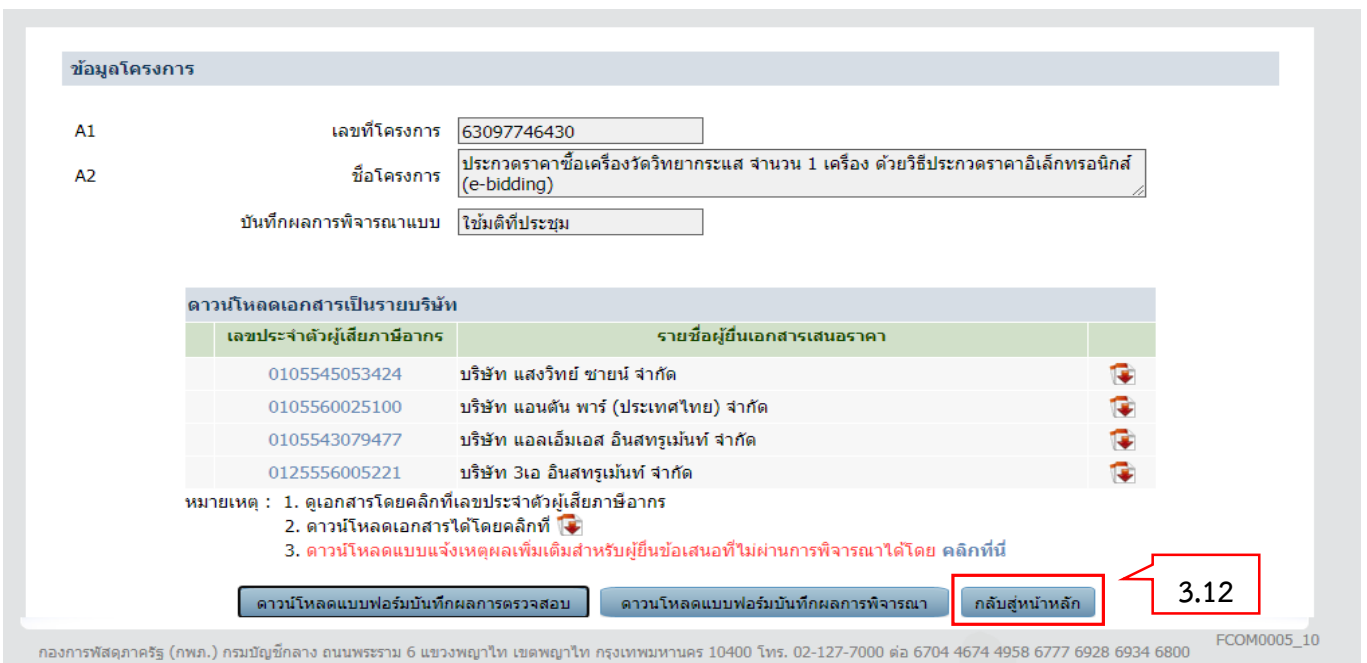 ข้อมูลโครงการ
A1 เลขที่โครงการ 63097746430
A2 ชื่อโครงการ ประกวดราคาซื้อเครื่องวัดวิทยากระแส จำนวน 1 เครื่อง ด้วยวิธีประกวดราคาอิเล็กทรอนิกส์
(e-bidding)
บันทึกผลการพิจารณาแบบ ใช้มติที่ประชุม
ดาวน์โหลดเอกสารเป็นรายบริษัท
เลขประจำตัวผู้เสียภาษีอากร รายชื่อผู้ยื่นเอกสารเสนอราคา
0105545053424 บริษัท แสงวิทย์ ซายน์ จำกัด
0105560025100 บริษัท แอนตัน พาร์ (ประเทศไทย) จำกัด
0105543079477 บริษัท แอลเอ็มเอส อินสทรูเม้นท์ จำกัด
0125556005221 บริษัท 3เอ อินสทรูเม้นท์ จำกัด
หมายเหตุ : 1. ดูเอกสารโดยคลิกที่เลขประจำตัวผู้เสียภาษีอากร
2. ดาวน์โหลดเอกสารได้โดยคลิกที่
3. ดาวน์โหลดแบบแจ้งเหตุผลเพิ่มเติมสำหรับผู้ยื่นข้อเสนอที่ไม่ผ่านการพิจารณาได้โดย คลิกที่นี่
3.12
ดาวน์โหลดแบบฟอร์มบันทึกผลการตรวจสอบ ดาวนโหลดแบบฟอร์มบันทึกผลการพิจารณา กลับสู่หน้าหลัก
FCOM0005_10
กองการพัสดุภาครัฐ (กพภ.) กรมบัญชีกลาง ถนนพระราม 6 แขวงพญาไท เขตพญาไท กรุงเทพมหานคร 10400 โทร. 02-127-7000 ต่อ 6704 4674 4958 6777 6928 6934 6800